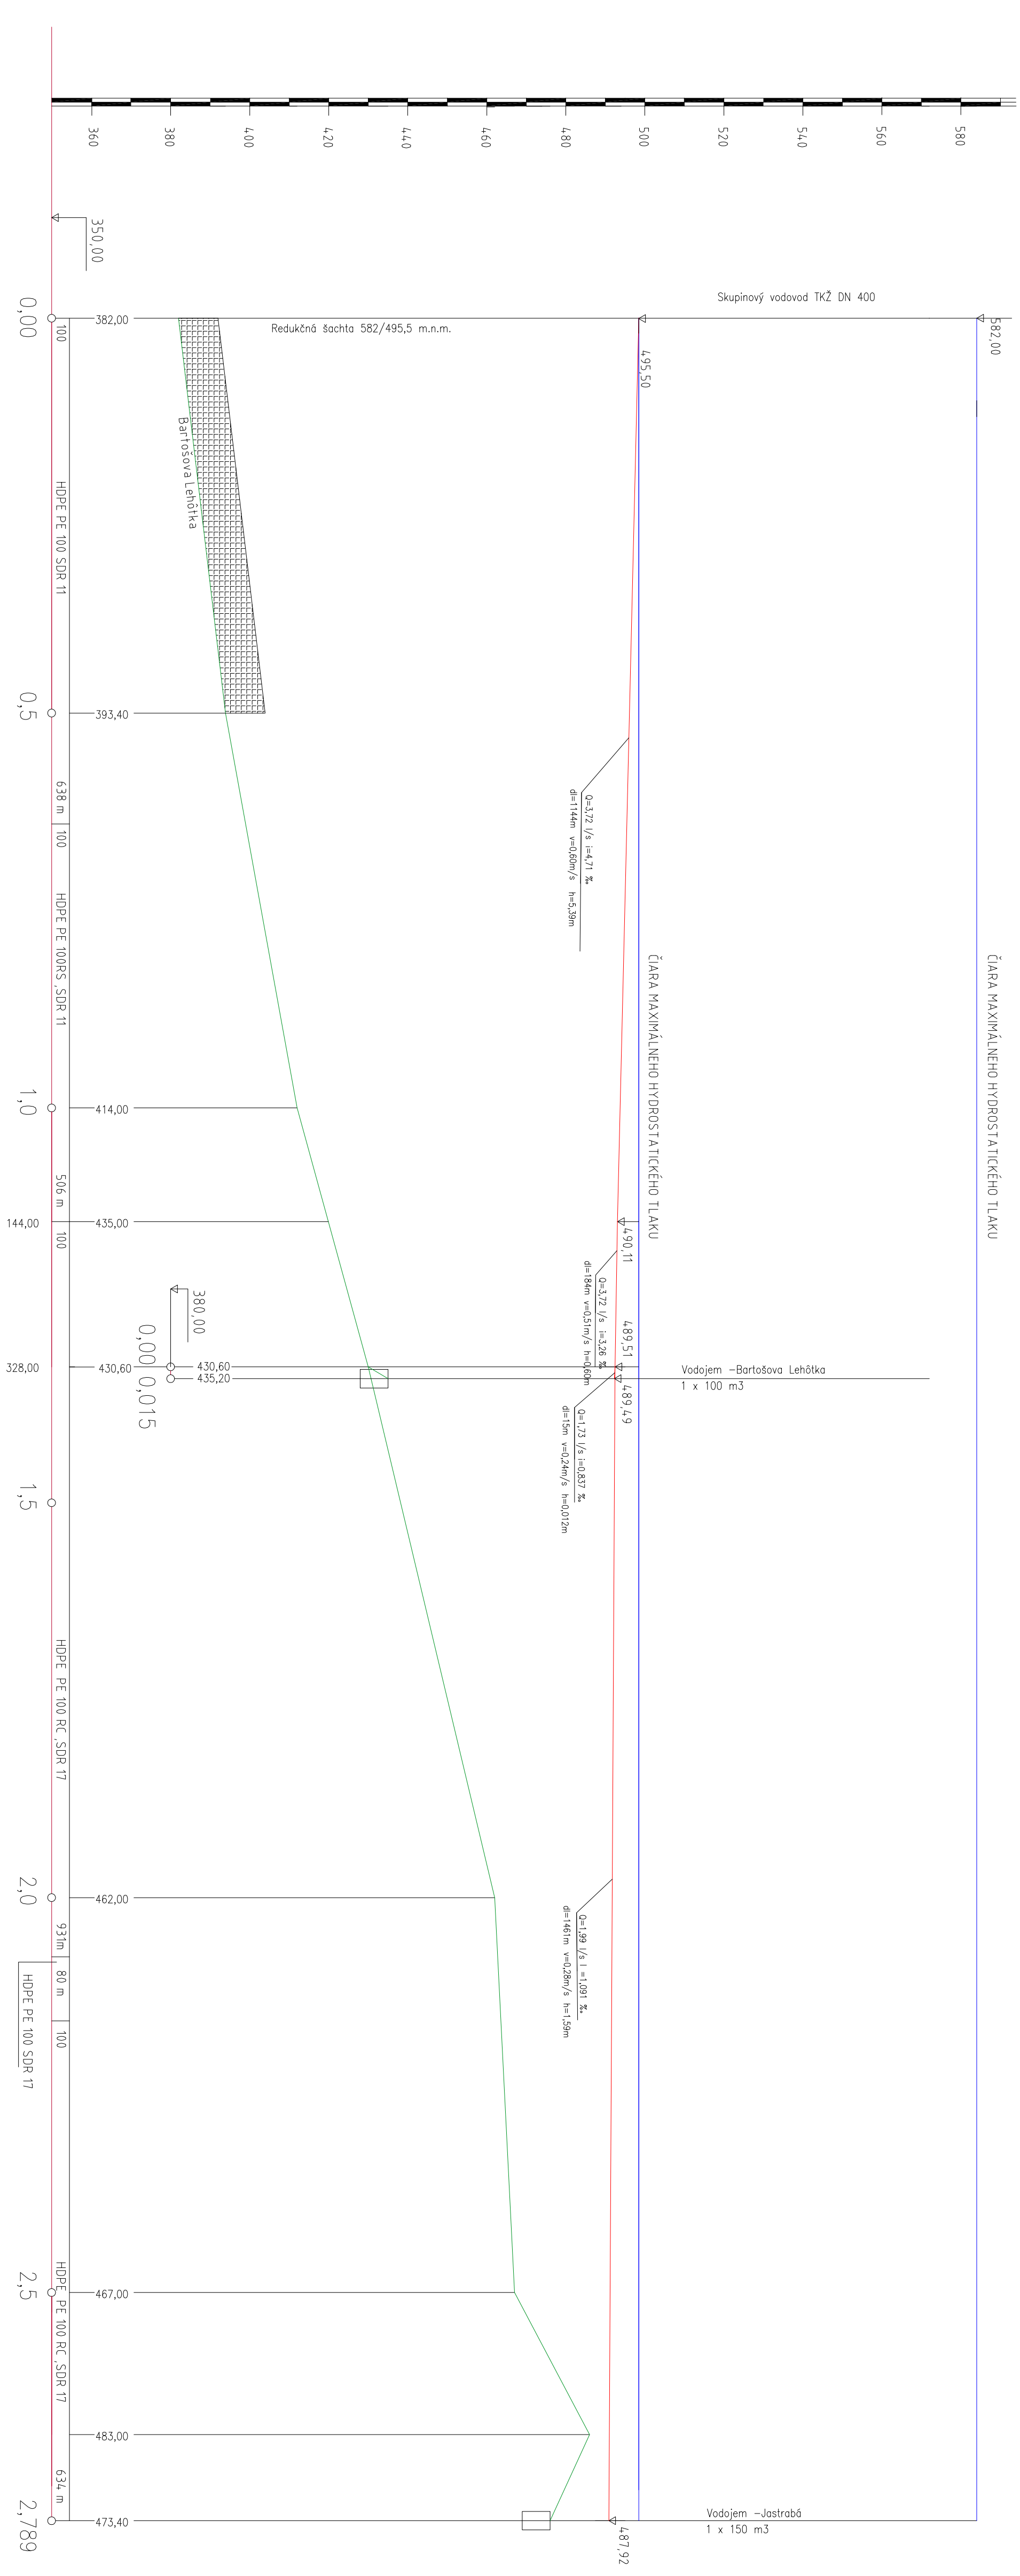 360
380
400
420
440
460
480
500
520
540
560
580
350,00
0,00
100
382,00
Redukčná šachta 582/495,5 m.n.m.
Skupinový vodovod TKŽ DN 400
582,00
495,50
Bartošova Lehôtka
HDPE PE 100 SDR 11
0,5
393,40
638 m
100
Q=3,72 l/s i=4,71 ‰
dl=1144m v=0,60m/s h=5,39m
HDPE PE 100RS ,SDR 11
ČIARA MAXIMÁLNEHO HYDROSTATICKÉHO TLAKU
ČIARA MAXIMÁLNEHO HYDROSTATICKÉHO TLAKU
1,0
414,00
506 m
144,00
100
435,00
490,11
Q=3,72 l/s i=3,26 ‰
dl=184m v=0,51m/s h=0,60m
380,00
0,00
0,015
328,00
430,60
430,60
435,20
489,51
489,49
Vodojem -Bartošova Lehôtka
1 x 100 m3
Q=1,73 l/s i=0,837 ‰
dl=15m v=0,24m/s h=0,012m
1,5
HDPE PE 100 RC ,SDR 17
2,0
462,00
931m
80 m
HDPE PE 100 SDR 17
100
Q=1,99 l/s I =1,091 ‰
dl=1461m v=0,28m/s h=1,59m
2,5
467,00
HDPE PE 100 RC ,SDR 17
483,00
634 m
2,789
473,40
487,92
Vodojem -Jastrabá
1 x 150 m3